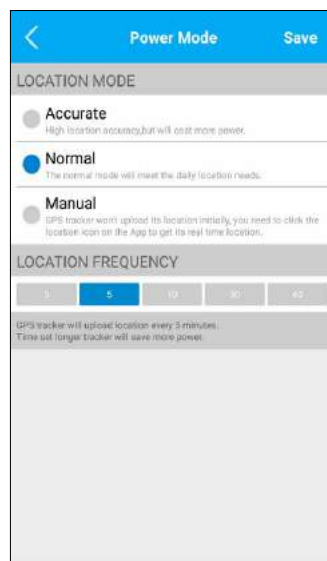 Power Mode Save
LOCATION MODE
Accurate
High location accuracy,but will cost more power.
Normal
The normal mode will meet the daily location needs.
Manual
GPS tracker won't upload its location initially, you need to click the
location icon on the App to get its real time location.
LOCATION FREQUENCY
5 10 30 60
GPS tracker will upload location every 5 minutes.
Time set longer tracker will save more power.